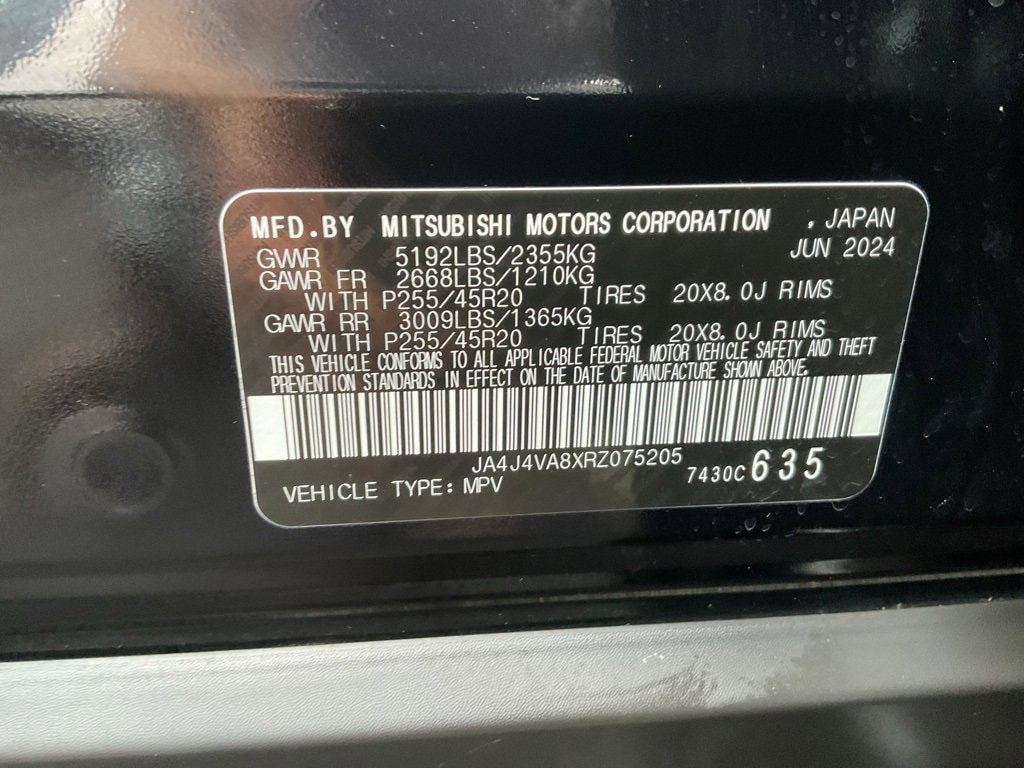 MFD.BY MITSUBISHI MOTORS CORPORATION , JAPAN
GVWR 5192LBS/2355KG JUN 2024
GAWR FR 2668LBS/1210KG
WITH P255/45R20 TIRES 20X8.0J RIMS
GAWR RR 3009LBS/1365KG
WITH P255/45R20 TIRES 20X8.0J RIMS
THIS VEHICLE CONFORMS TO ALL APPLICABLE FEDERAL MOTOR VEHICLE SAFETY AND THEFT
PREVENTION STANDARDS IN EFFECT ON THE DATE OF MANUFACTURE SHOWN ABOVE.
JA4J4VA8XRZ075205
VEHICLE TYPE: MPV 7430C 635